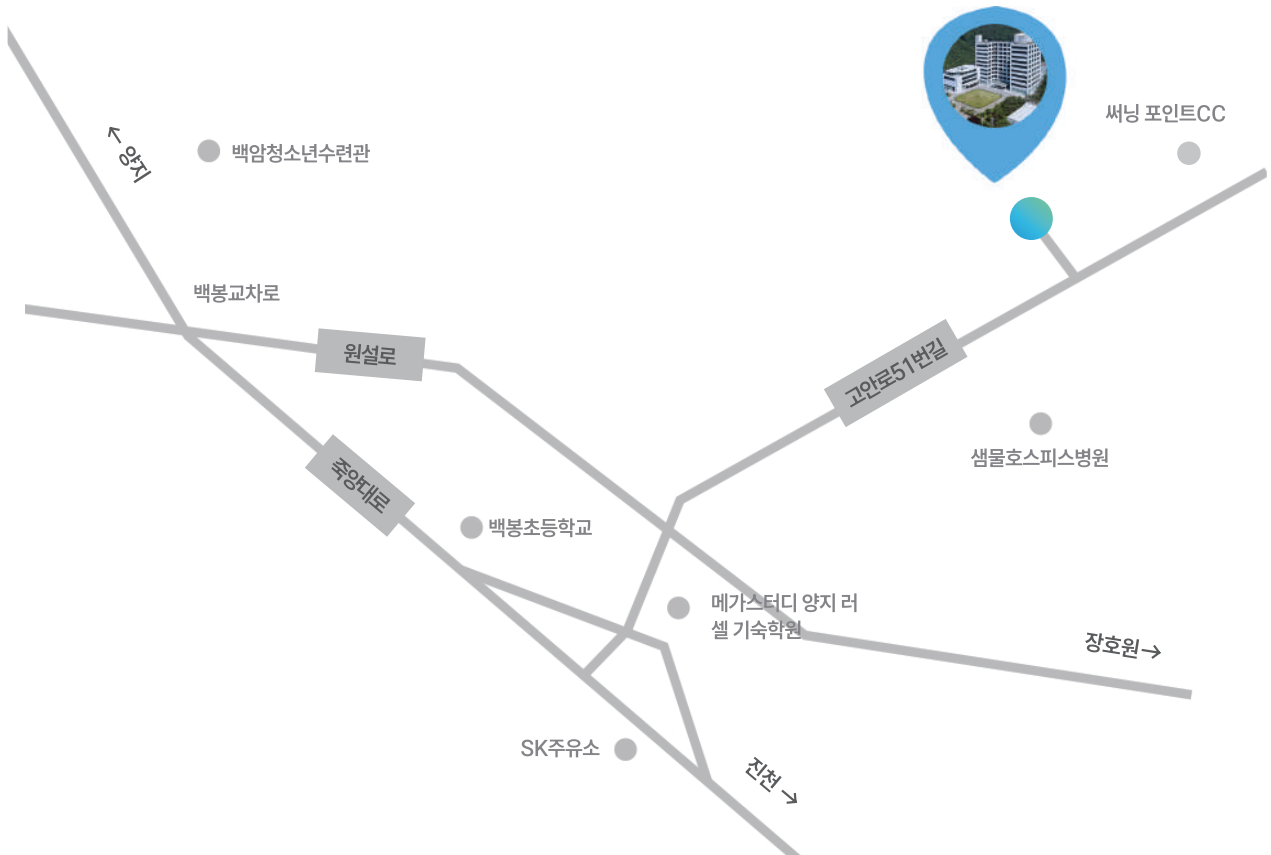 써닝 포인트CC
← 양지
백암청소년수련관
백봉교차로
원설로
고안로51번길
샘물호스피스병원
죽양대로
백봉초등학교
메가스터디 양지 러
셀 기숙학원
장호원→
SK주유소
진천 →